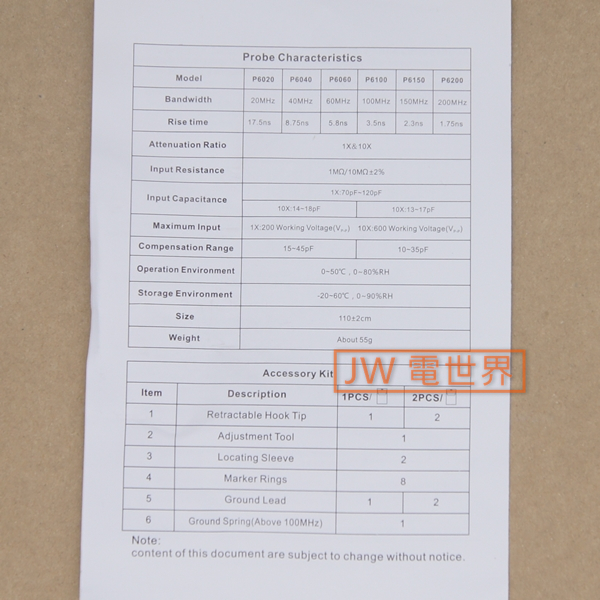 Probe Characteristics
Model P6020 P6040 P6060 P6100 P6150 P6200
Bandwidth 20MHz 40MHz 60MHz 100MHz 150MHz 200MHz
Rise time 17.5ns 8.75ns 5.8ns 3.5ns 2.3ns 1.75ns
Attenuation Ratio 1X&10X
Input Resistance 1MΩ/10MΩ±2%
Input Capacitance 1X:70pF~120pF
10X:14~18pF 10X:13~17pF
Maximum Input 1X:200 Working Voltage(Vₚ.ₚ) 10X:600 Working Voltage(Vₚ.ₚ)
Compensation Range 15~45pF 10~35pF
Operation Environment 0~50℃ , 0~80%RH
Storage Environment -20~60℃ , 0~90%RH
Size 110±2cm
Weight About 55g
Accessory Kit
JW 電世界
Item Description 1PCS/ 2PCS/
1 Retractable Hook Tip 1 2
2 Adjustment Tool 1
3 Locating Sleeve 2
4 Marker Rings 8
5 Ground Lead 1 2
6 Ground Spring(Above 100MHz) 1
Note:
content of this document are subject to change without notice.